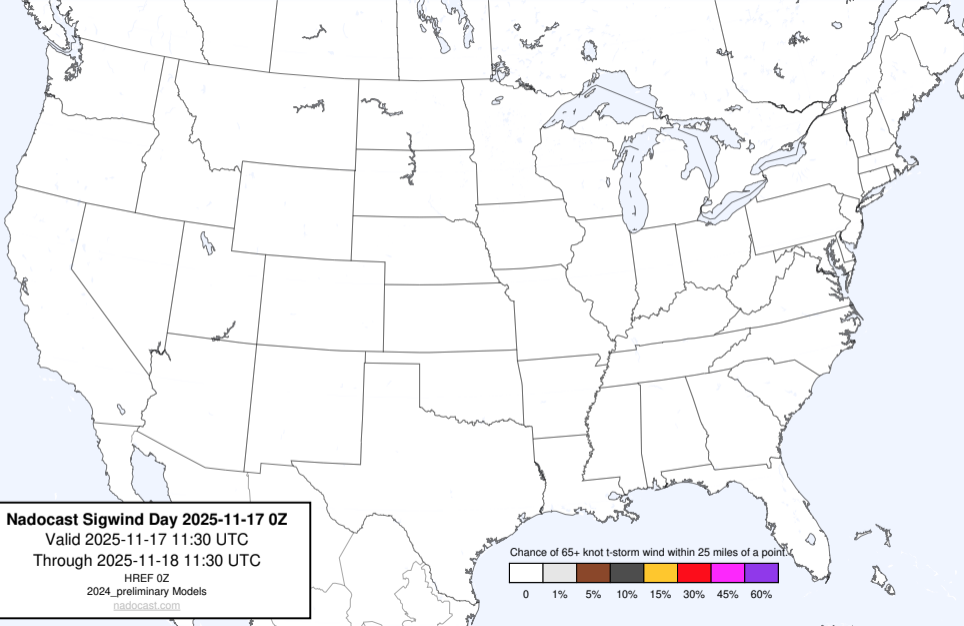 Nadocast Sigwind Day 2025-11-17 0Z
Valid 2025-11-17 11:30 UTC
Through 2025-11-18 11:30 UTC
HREF 0Z
2024_preliminary Models
nadocast.com
Chance of 65+ knot t-storm wind within 25 miles of a point.
0 1% 5% 10% 15% 30% 45% 60%